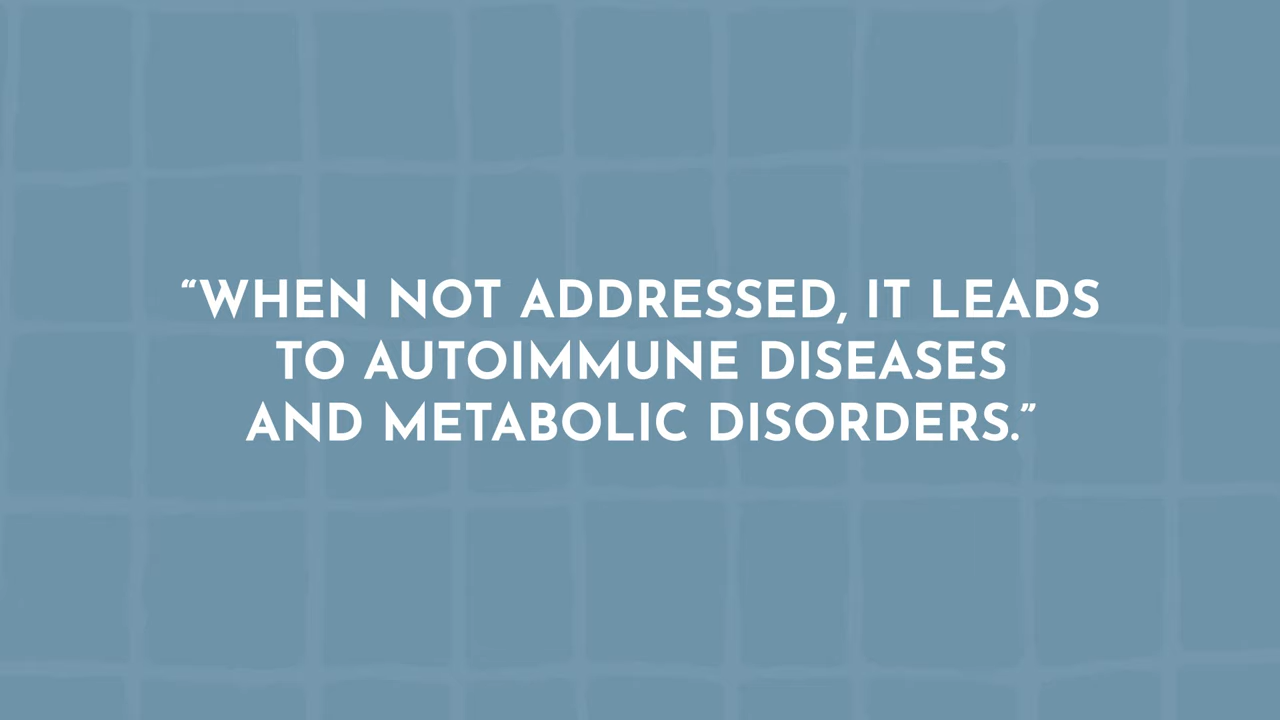 “WHEN NOT ADDRESSED, IT LEADS
TO AUTOIMMUNE DISEASES
AND METABOLIC DISORDERS.”